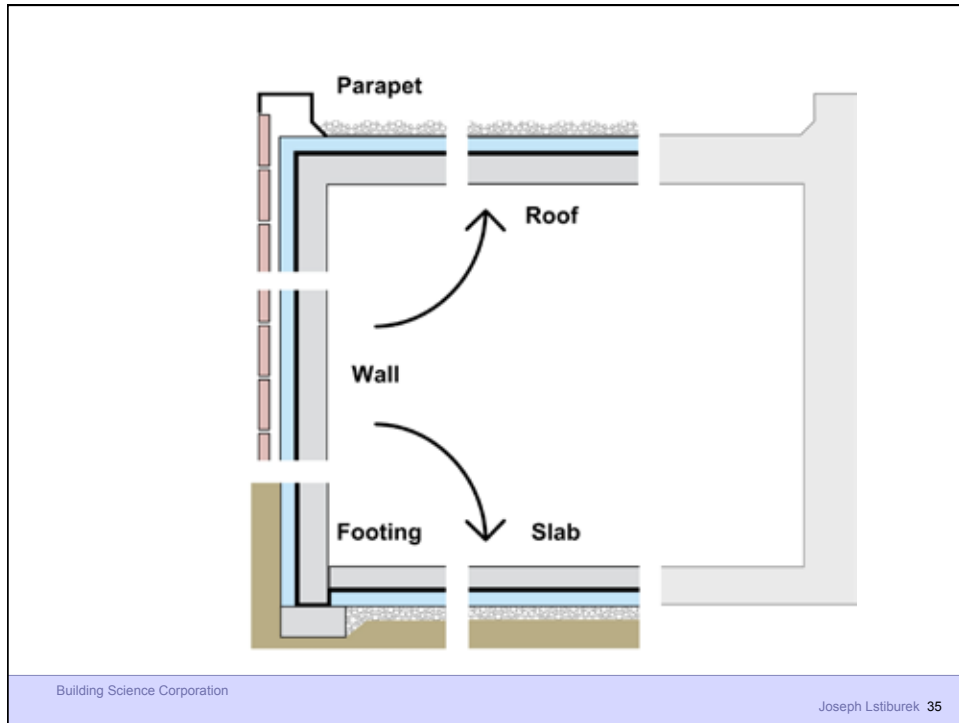 Parapet
Roof
Wall
Footing
Slab
Building Science Corporation
Joseph Lstiburek 35